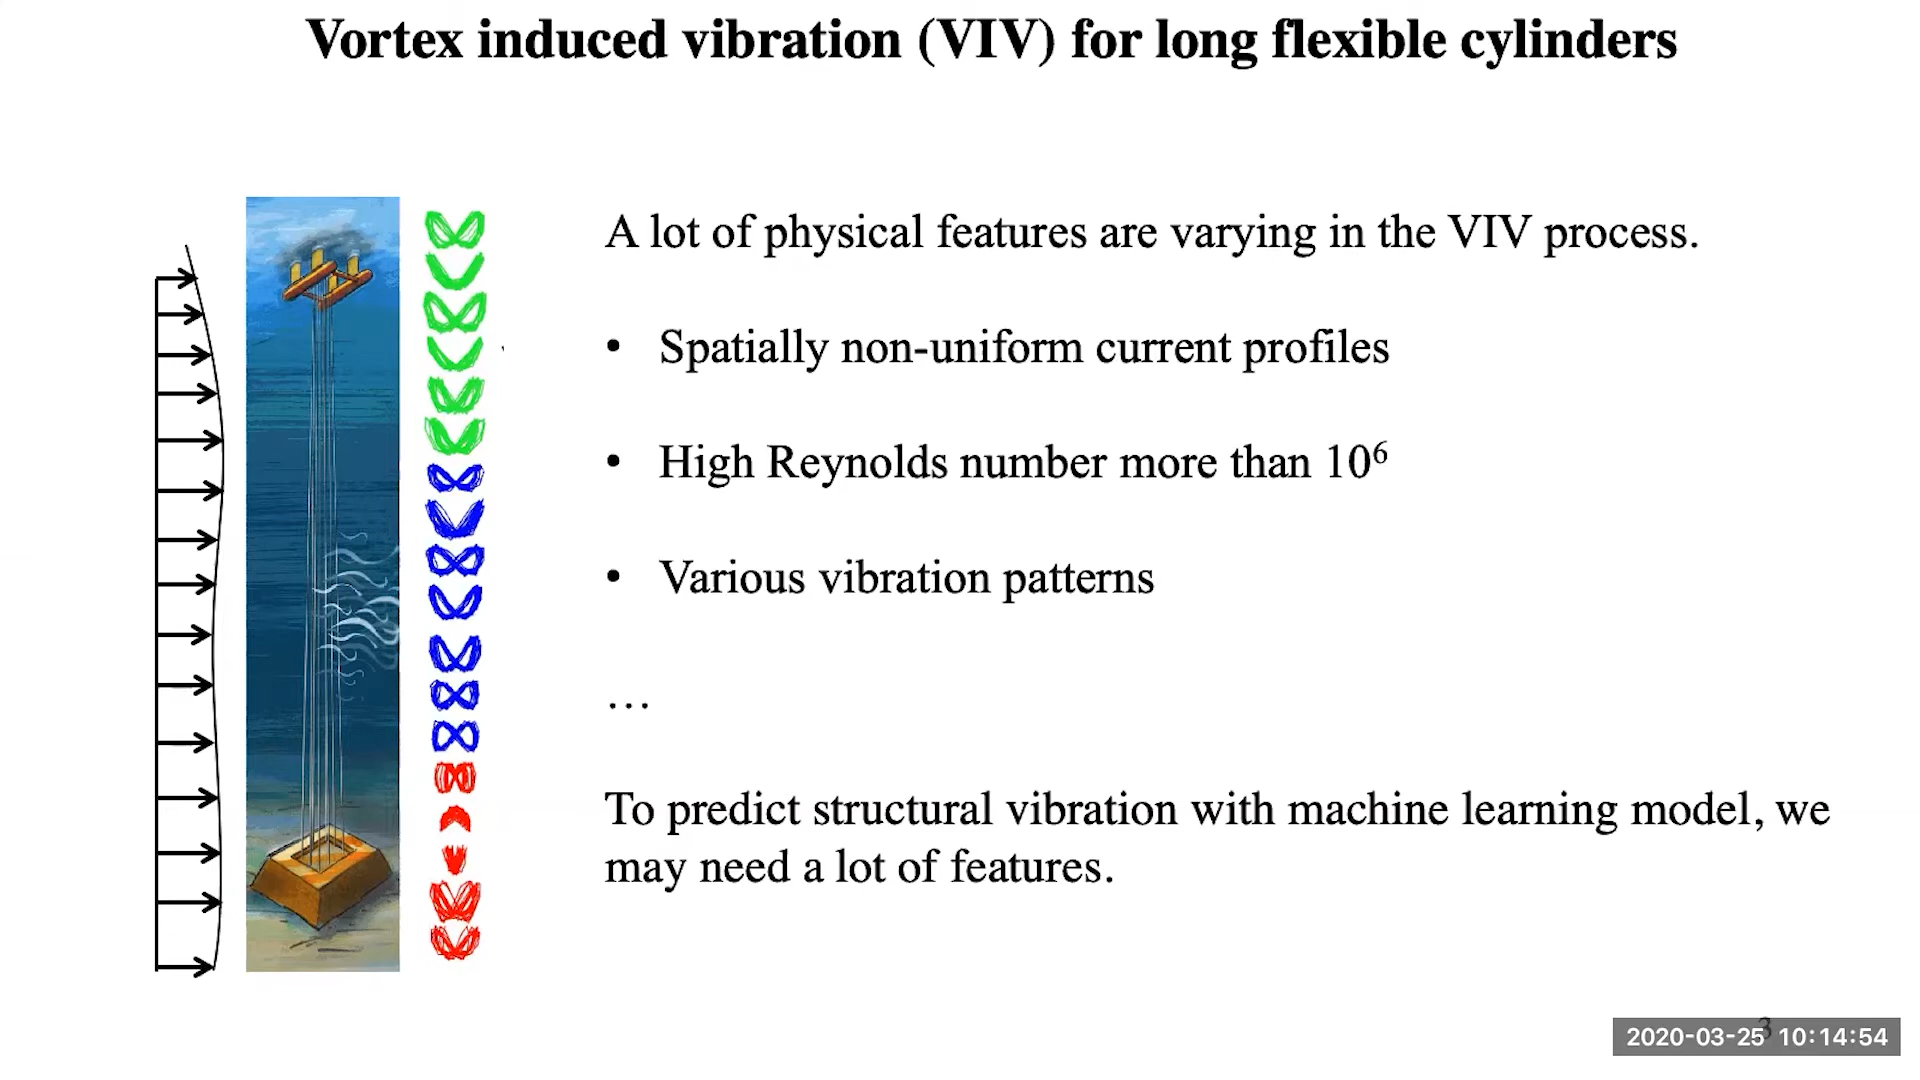 Vortex induced vibration (VIV) for long flexible cylinders
A lot of physical features are varying in the VIV process.
• Spatially non-uniform current profiles
• High Reynolds number more than 10⁶
• Various vibration patterns
…
To predict structural vibration with machine learning model, we
may need a lot of features.
3
2020-03-25 10:14:54